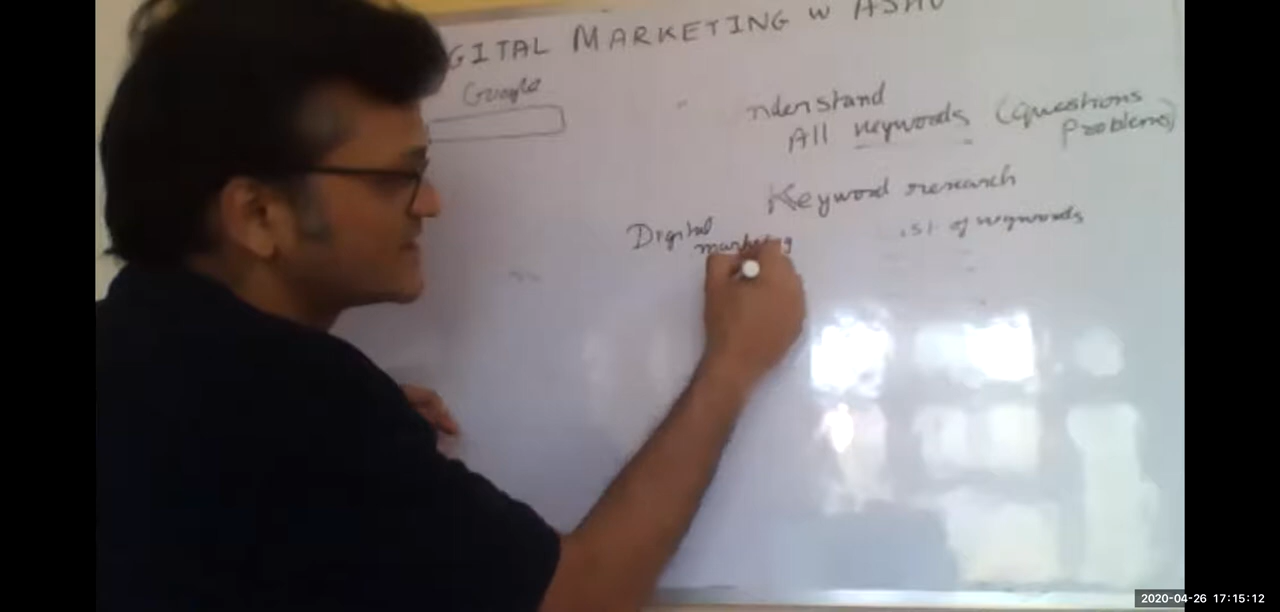 GITAL MARKETING W ASHU
Google
nderstand
All Keywords (questions
Problems)
Keyword research
Digital
marketing
ist of keywords
2020-04-26 17:15:12